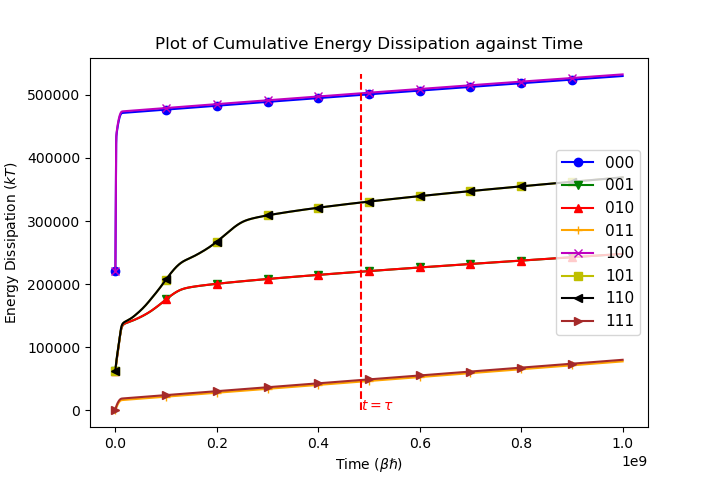 Plot of Cumulative Energy Dissipation against Time
Energy Dissipation (kT)
500000
400000
300000
200000
100000
0
000
001
010
011
100
101
110
111
t = τ
0.0 0.2 0.4 0.6 0.8 1.0
1e9
Time (βℏ)